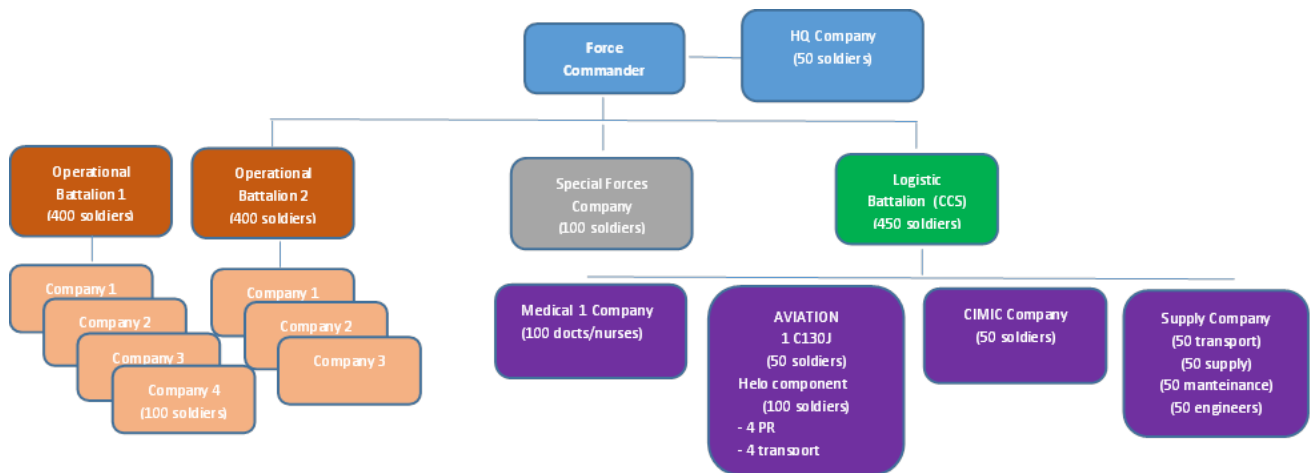 Force
Commander
HQ Company
(50 soldiers)
Operational
Battalion 1
(400 soldiers)
Operational
Battalion 2
(400 soldiers)
Special Forces
Company
(100 soldiers)
Logistic
Battalion (CCS)
(450 soldiers)
Company 1
Company 2
Company 3
Company 4
(100 soldiers)
Company 1
Company 2
Company 3
Medical 1 Company
(100 docts/nurses)
AVIATION
1 C130J
(50 soldiers)
Helo component
(100 soldiers)
- 4 PR
- 4 transport
CIMIC Company
(50 soldiers)
Supply Company
(50 transport)
(50 supply)
(50 manteinance)
(50 engineers)